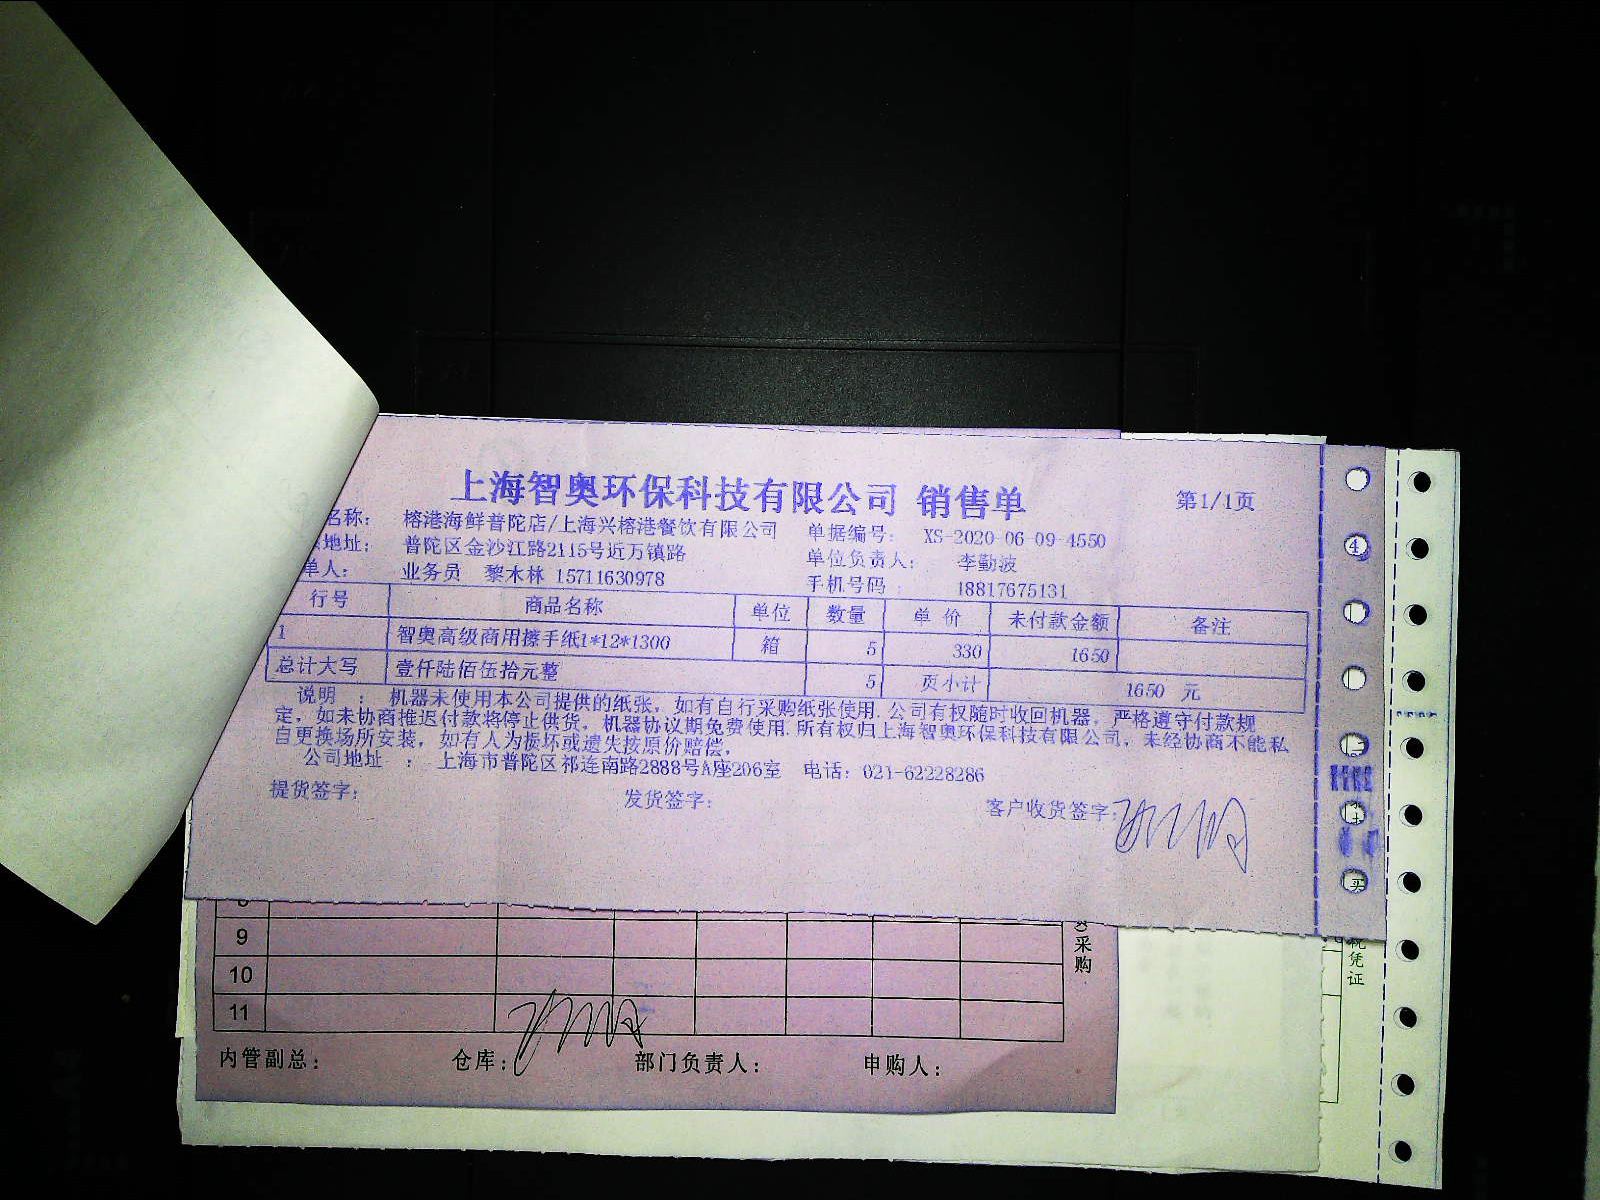 上海智奥环保科技有限公司 销售单 第1/1页
名称: 榕港海鲜普陀店/上海兴榕港餐饮有限公司 单据编号: XS-2020-06-09-4550
地址: 普陀区金沙江路2115号近万镇路 单位负责人: 李勤波
单人: 业务员 黎木林 15711630978 手机号码: 18817675131
行号 商品名称 单位 数量 单价 未付款金额 备注
1 智奥高级商用擦手纸1*12*1300 箱 5 330 1650
总计大写 壹仟陆佰伍拾元整 5 页小计 1650 元
说明 : 机器未使用本公司提供的纸张, 如有自行采购纸张使用. 公司有权随时收回机器, 严格遵守付款规
定, 如未协商推迟付款将停止供货, 机器协议期免费使用. 所有权归上海智奥环保科技有限公司, 未经协商不能私
自更换场所安装, 如有人为损坏或遗失按原价赔偿,
公司地址 : 上海市普陀区祁连南路2888号A座206室 电话: 021-62228286
提货签字: 发货签字: 客户收货签字:
9
10
11
采购
凭证
内管副总: 仓库: 部门负责人: 申购人: